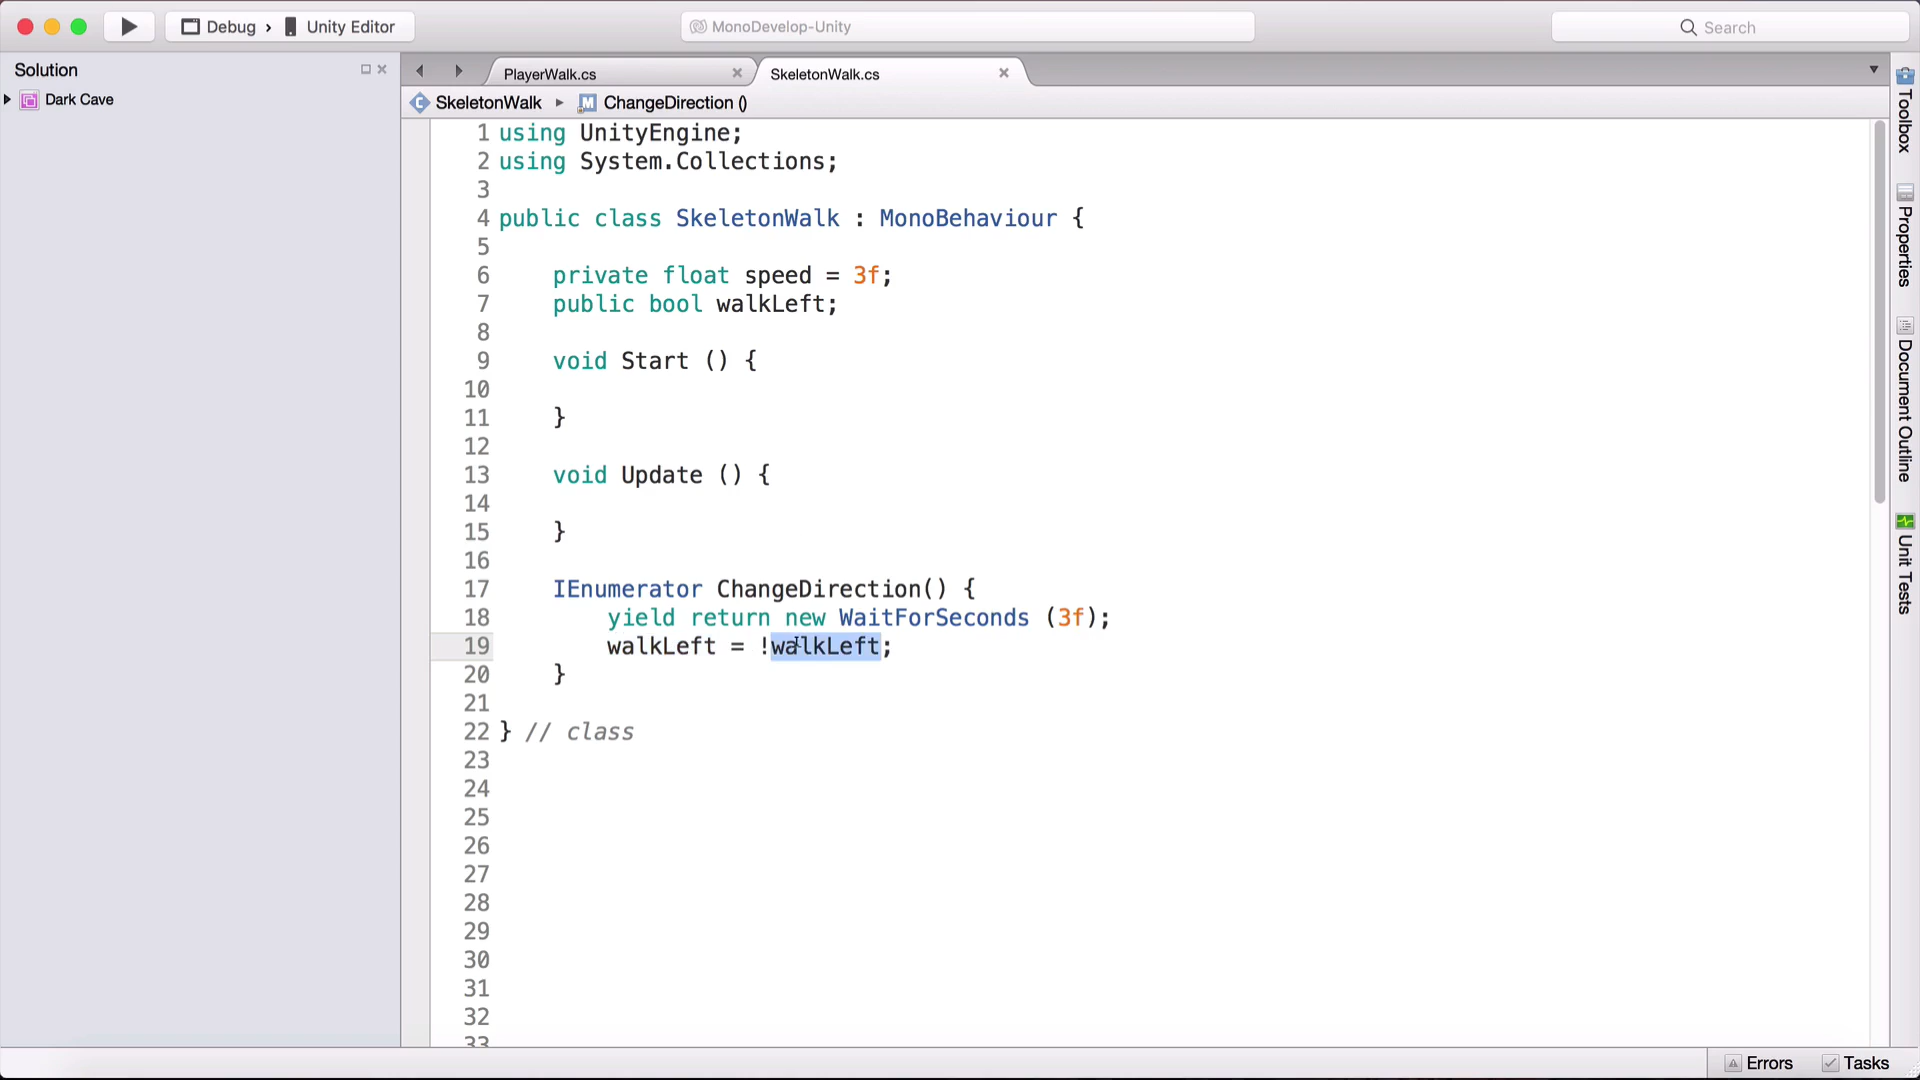 Debug › Unity Editor
MonoDevelop-Unity
Search
Solution
PlayerWalk.cs
SkeletonWalk.cs
Dark Cave
SkeletonWalk
ChangeDirection ()
1 using UnityEngine;
2 using System.Collections;
3
4 public class SkeletonWalk : MonoBehaviour {
5
6 private float speed = 3f;
7 public bool walkLeft;
8
9 void Start () {
10
11 }
12
13 void Update () {
14
15 }
16
17 IEnumerator ChangeDirection() {
18 yield return new WaitForSeconds (3f);
19 walkLeft = !walkLeft;
20 }
21
22 } // class
23
24
25
26
27
28
29
30
31
32
33
Toolbox
Properties
Document Outline
Unit Tests
Errors
Tasks